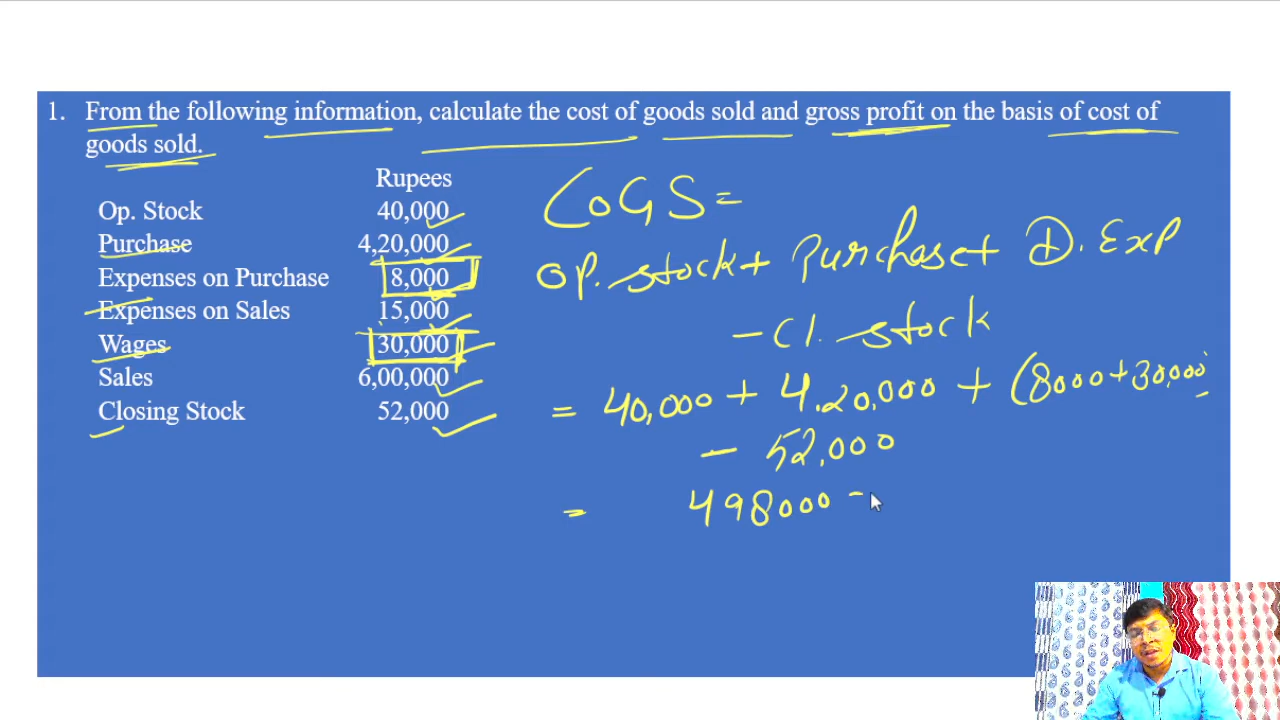 1. From the following information, calculate the cost of goods sold and gross profit on the basis of cost of
goods sold.
Rupees
Op. Stock 40,000
Purchase 4,20,000
Expenses on Purchase 8,000
Expenses on Sales 15,000
Wages 30,000
Sales 6,00,000
Closing Stock 52,000
COGS =
OP. stock + Purchase + D. EXP
- Cl. stock
= 40,000 + 4,20,000 + (8000+30,000)
- 52,000
= 498000 -